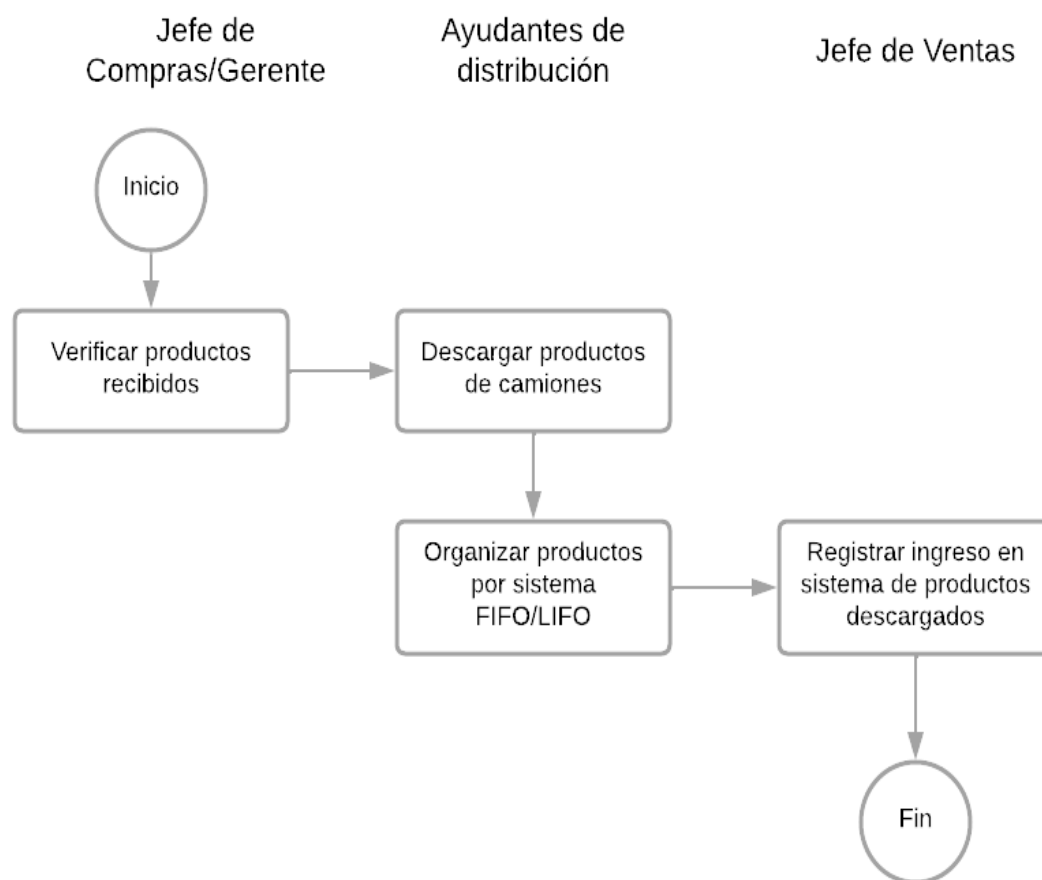 Jefe de
Compras/Gerente
Ayudantes de
distribución
Jefe de Ventas
Inicio
Verificar productos
recibidos
Descargar productos
de camiones
Organizar productos
por sistema
FIFO/LIFO
Registrar ingreso en
sistema de productos
descargados
Fin